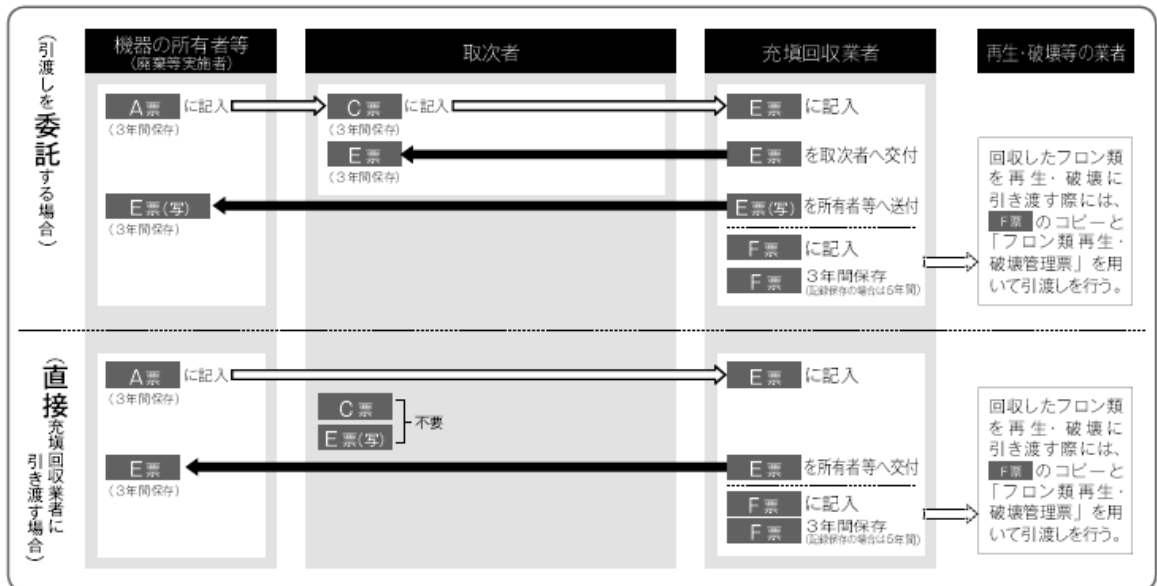 機器の所有者等
(廃棄等実施者)
取次者
充填回収業者
再生・破壊等の業者
(引渡しを委託する場合)
A票 に記入
(3年間保存)
C票 に記入
(3年間保存)
E票 に記入
E票
(3年間保存)
E票 を取次者へ交付
E票(写)
(3年間保存)
E票(写) を所有者等へ送付
F票 に記入
F票 3年間保存
(記録保存の場合は5年間)
回収したフロン類
を再生・破壊に
引き渡す際には、
F票 のコピーと
「フロン類再生・
破壊管理票」を用
いて引渡しを行う。
(直接充填回収業者に
引き渡す場合)
A票 に記入
(3年間保存)
E票 に記入
C票
E票(写)
不要
E票
(3年間保存)
E票 を所有者等へ交付
F票 に記入
F票 3年間保存
(記録保存の場合は5年間)
回収したフロン類
を再生・破壊に
引き渡す際には、
F票 のコピーと
「フロン類再生・
破壊管理票」を用
いて引渡しを行う。